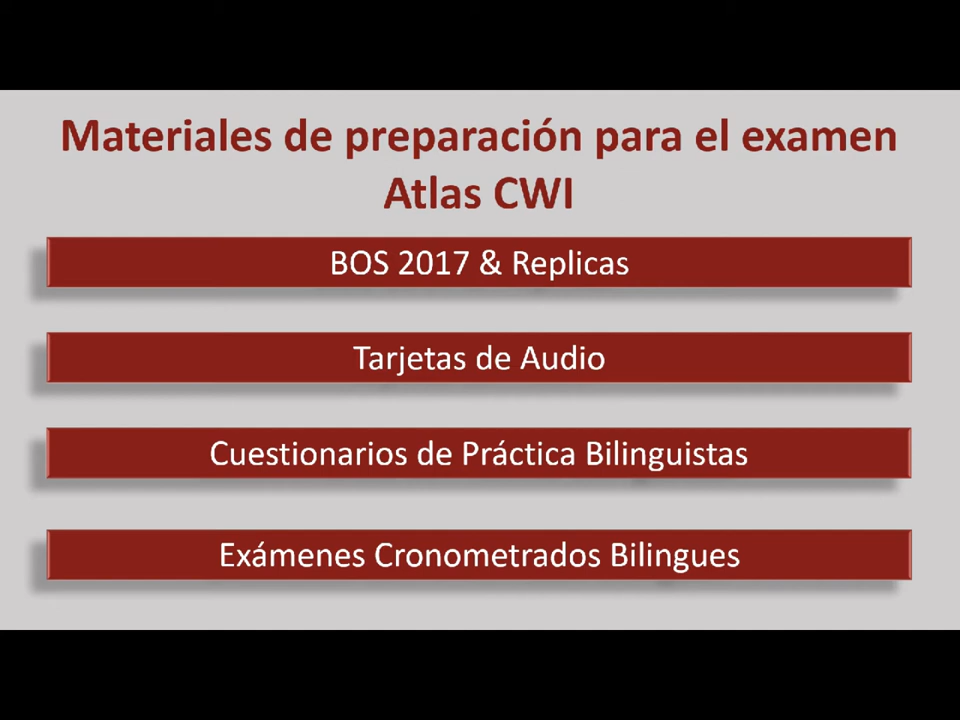 Materiales de preparación para el examen
Atlas CWI
BOS 2017 & Replicas
Tarjetas de Audio
Cuestionarios de Práctica Bilinguistas
Exámenes Cronometrados Bilingues